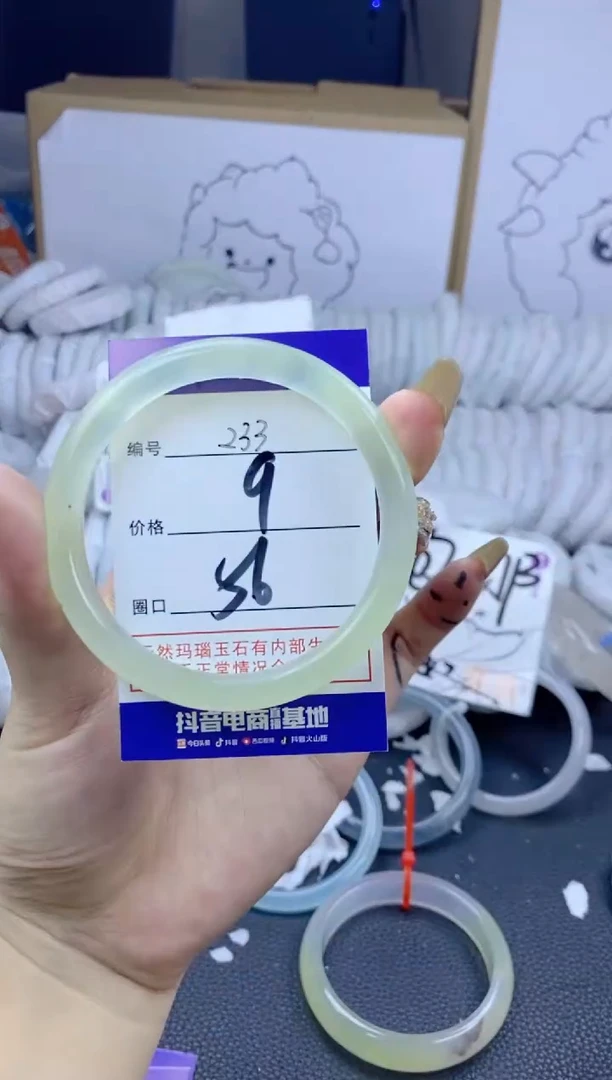 编号 233
价格 9
圈口 56
然玛瑙玉石有内部生
正常情况
抖音电商 基地
今日头条 抖音 西瓜视频 抖音火山版